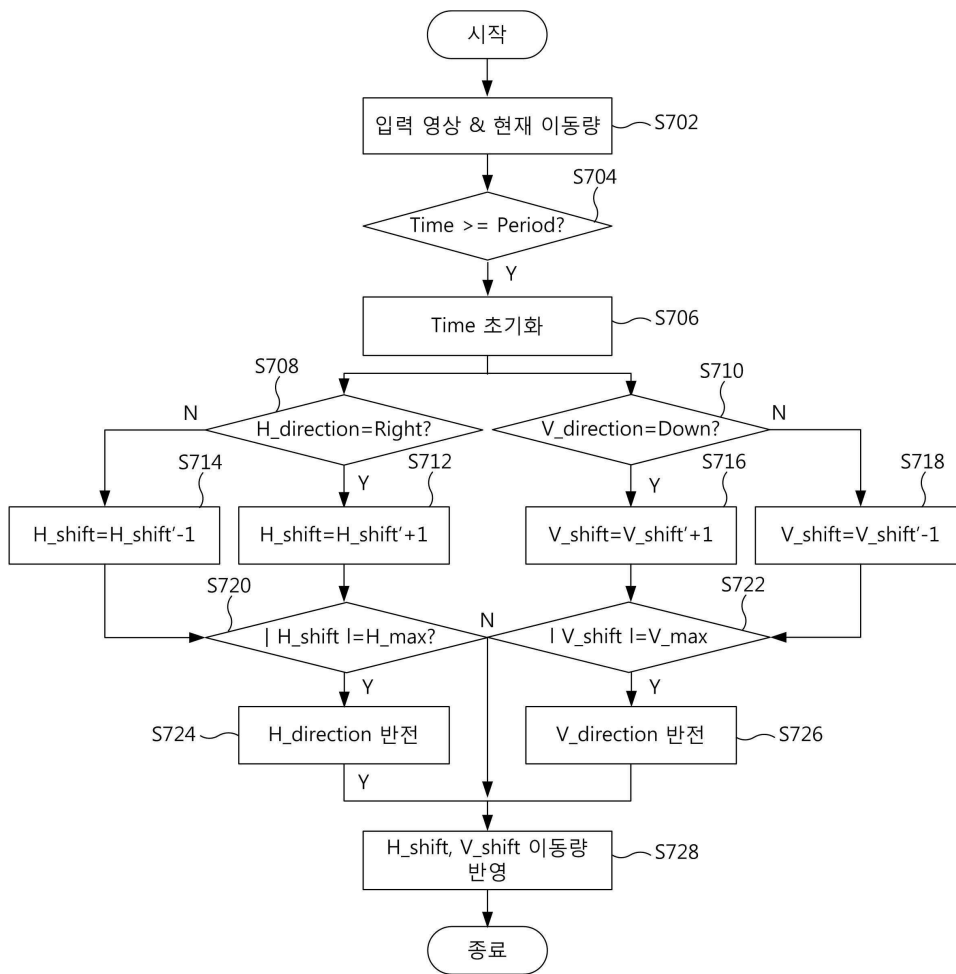 시작
입력 영상 & 현재 이동량
S702
S704
Time >= Period?
Y
Time 초기화
S706
S708
S710
N
H_direction=Right?
V_direction=Down?
N
S714
Y
S712
Y
S716
S718
H_shift=H_shift'-1
H_shift=H_shift'+1
V_shift=V_shift'+1
V_shift=V_shift'-1
S720
S722
| H_shift l=H_max?
N
l V_shift l=V_max
Y
Y
S724
H_direction 반전
V_direction 반전
S726
Y
H_shift, V_shift 이동량
반영
S728
종료